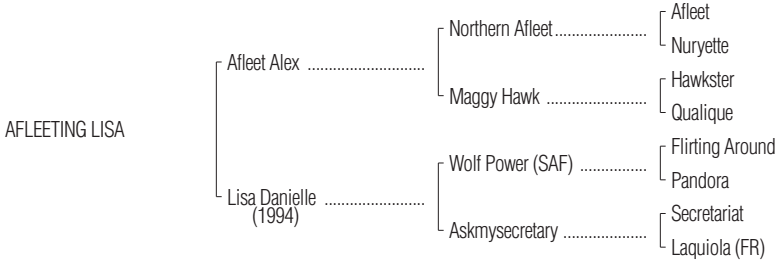 AFLEETING LISA
Afleet Alex
Lisa Danielle
(1994)
Northern Afleet
Maggy Hawk
Wolf Power (SAF)
Askmysecretary
Afleet
Nuryette
Hawkster
Qualique
Flirting Around
Pandora
Secretariat
Laquiola (FR)